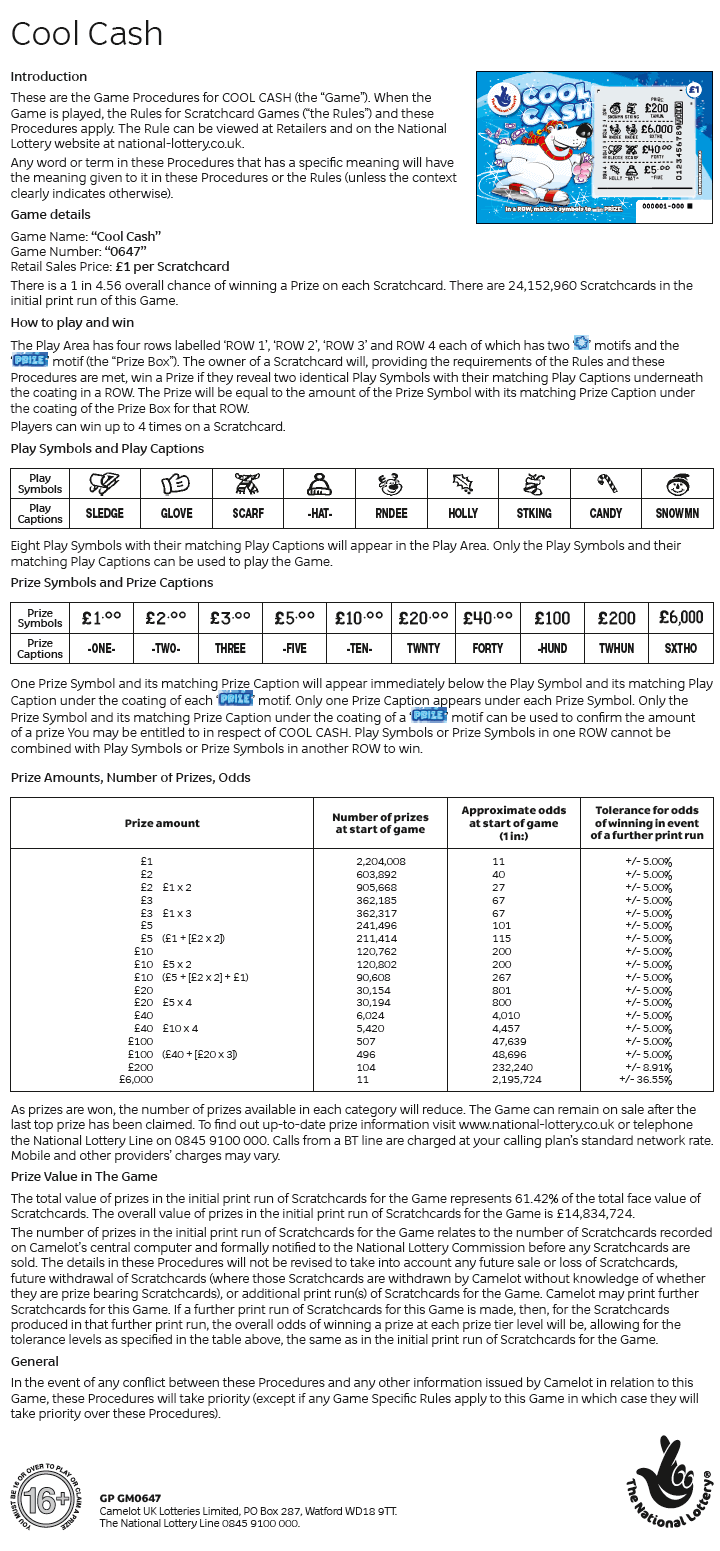 Cool Cash
Introduction
These are the Game Procedures for COOL CASH (the “Game”). When the
Game is played, the Rules for Scratchcard Games (“the Rules”) and these
Procedures apply. The Rule can be viewed at Retailers and on the National
Lottery website at national-lottery.co.uk.
Any word or term in these Procedures that has a specific meaning will have
the meaning given to it in these Procedures or the Rules (unless the context
clearly indicates otherwise).
COOL
CASH
£1
PRIZE
£200
£6,000
£40.00
FORTY
£5.00
-FIVE
0123456789
In a ROW, match 2 symbols to win PRIZE.
000001-000
Game details
Game Name: “Cool Cash”
Game Number: “0647”
Retail Sales Price: £1 per Scratchcard
There is a 1 in 4.56 overall chance of winning a Prize on each Scratchcard. There are 24,152,960 Scratchcards in the
initial print run of this Game.
How to play and win
The Play Area has four rows labelled ‘ROW 1’, ‘ROW 2’, ‘ROW 3’ and ROW 4 each of which has two ‘ ’ motifs and the
‘PRIZE’ motif (the “Prize Box”). The owner of a Scratchcard will, providing the requirements of the Rules and these
Procedures are met, win a Prize if they reveal two identical Play Symbols with their matching Play Captions underneath
the coating in a ROW. The Prize will be equal to the amount of the Prize Symbol with its matching Prize Caption under
the coating of the Prize Box for that ROW.
Players can win up to 4 times on a Scratchcard.
Play Symbols and Play Captions
Play
Symbols
Play
Captions SLEDGE GLOVE SCARF -HAT- RNDEE HOLLY STKING CANDY SNOWMN
Eight Play Symbols with their matching Play Captions will appear in the Play Area. Only the Play Symbols and their
matching Play Captions can be used to play the Game.
Prize Symbols and Prize Captions
Prize
Symbols £1.00 £2.00 £3.00 £5.00 £10.00 £20.00 £40.00 £100 £200 £6,000
Prize
Captions -ONE- -TWO- THREE -FIVE -TEN- TWNTY FORTY -HUND TWHUN SXTHO
One Prize Symbol and its matching Prize Caption will appear immediately below the Play Symbol and its matching Play
Caption under the coating of each ‘PRIZE’ motif. Only one Prize Caption appears under each Prize Symbol. Only the
Prize Symbol and its matching Prize Caption under the coating of a ‘PRIZE’ motif can be used to confirm the amount
of a prize You may be entitled to in respect of COOL CASH. Play Symbols or Prize Symbols in one ROW cannot be
combined with Play Symbols or Prize Symbols in another ROW to win.
Prize Amounts, Number of Prizes, Odds
Prize amount
Number of prizes
at start of game
Approximate odds
at start of game
(1 in:)
Tolerance for odds
of winning in event
of a further print run
£1 2,204,008 11 +/- 5.00%
£2 603,892 40 +/- 5.00%
£2 £1 x 2 905,668 27 +/- 5.00%
£3 362,185 67 +/- 5.00%
£3 £1 x 3 362,317 67 +/- 5.00%
£5 241,496 101 +/- 5.00%
£5 (£1 + [£2 x 2]) 211,414 115 +/- 5.00%
£10 120,762 200 +/- 5.00%
£10 £5 x 2 120,802 200 +/- 5.00%
£10 (£5 + [£2 x 2] + £1) 90,608 267 +/- 5.00%
£20 30,154 801 +/- 5.00%
£20 £5 x 4 30,194 800 +/- 5.00%
£40 6,024 4,010 +/- 5.00%
£40 £10 x 4 5,420 4,457 +/- 5.00%
£100 507 47,639 +/- 5.00%
£100 (£40 + [£20 x 3]) 496 48,696 +/- 5.00%
£200 104 232,240 +/- 8.91%
£6,000 11 2,195,724 +/- 36.55%
As prizes are won, the number of prizes available in each category will reduce. The Game can remain on sale after the
last top prize has been claimed. To find out up-to-date prize information visit www.national-lottery.co.uk or telephone
the National Lottery Line on 0845 9100 000. Calls from a BT line are charged at your calling plan’s standard network rate.
Mobile and other providers’ charges may vary.
Prize Value in The Game
The total value of prizes in the initial print run of Scratchcards for the Game represents 61.42% of the total face value of
Scratchcards. The overall value of prizes in the initial print run of Scratchcards for the Game is £14,834,724.
The number of prizes in the initial print run of Scratchcards for the Game relates to the number of Scratchcards recorded
on Camelot’s central computer and formally notified to the National Lottery Commission before any Scratchcards are
sold. The details in these Procedures will not be revised to take into account any future sale or loss of Scratchcards,
future withdrawal of Scratchcards (where those Scratchcards are withdrawn by Camelot without knowledge of whether
they are prize bearing Scratchcards), or additional print run(s) of Scratchcards for the Game. Camelot may print further
Scratchcards for this Game. If a further print run of Scratchcards for this Game is made, then, for the Scratchcards
produced in that further print run, the overall odds of winning a prize at each prize tier level will be, allowing for the
tolerance levels as specified in the table above, the same as in the initial print run of Scratchcards for the Game.
General
In the event of any conflict between these Procedures and any other information issued by Camelot in relation to this
Game, these Procedures will take priority (except if any Game Specific Rules apply to this Game in which case they will
take priority over these Procedures).
YOU MUST BE 16 OR OVER TO PLAY OR CLAIM A PRIZE
16+
GP GM0647
Camelot UK Lotteries Limited, PO Box 287, Watford WD18 9TT.
The National Lottery Line 0845 9100 000.
The National Lottery®